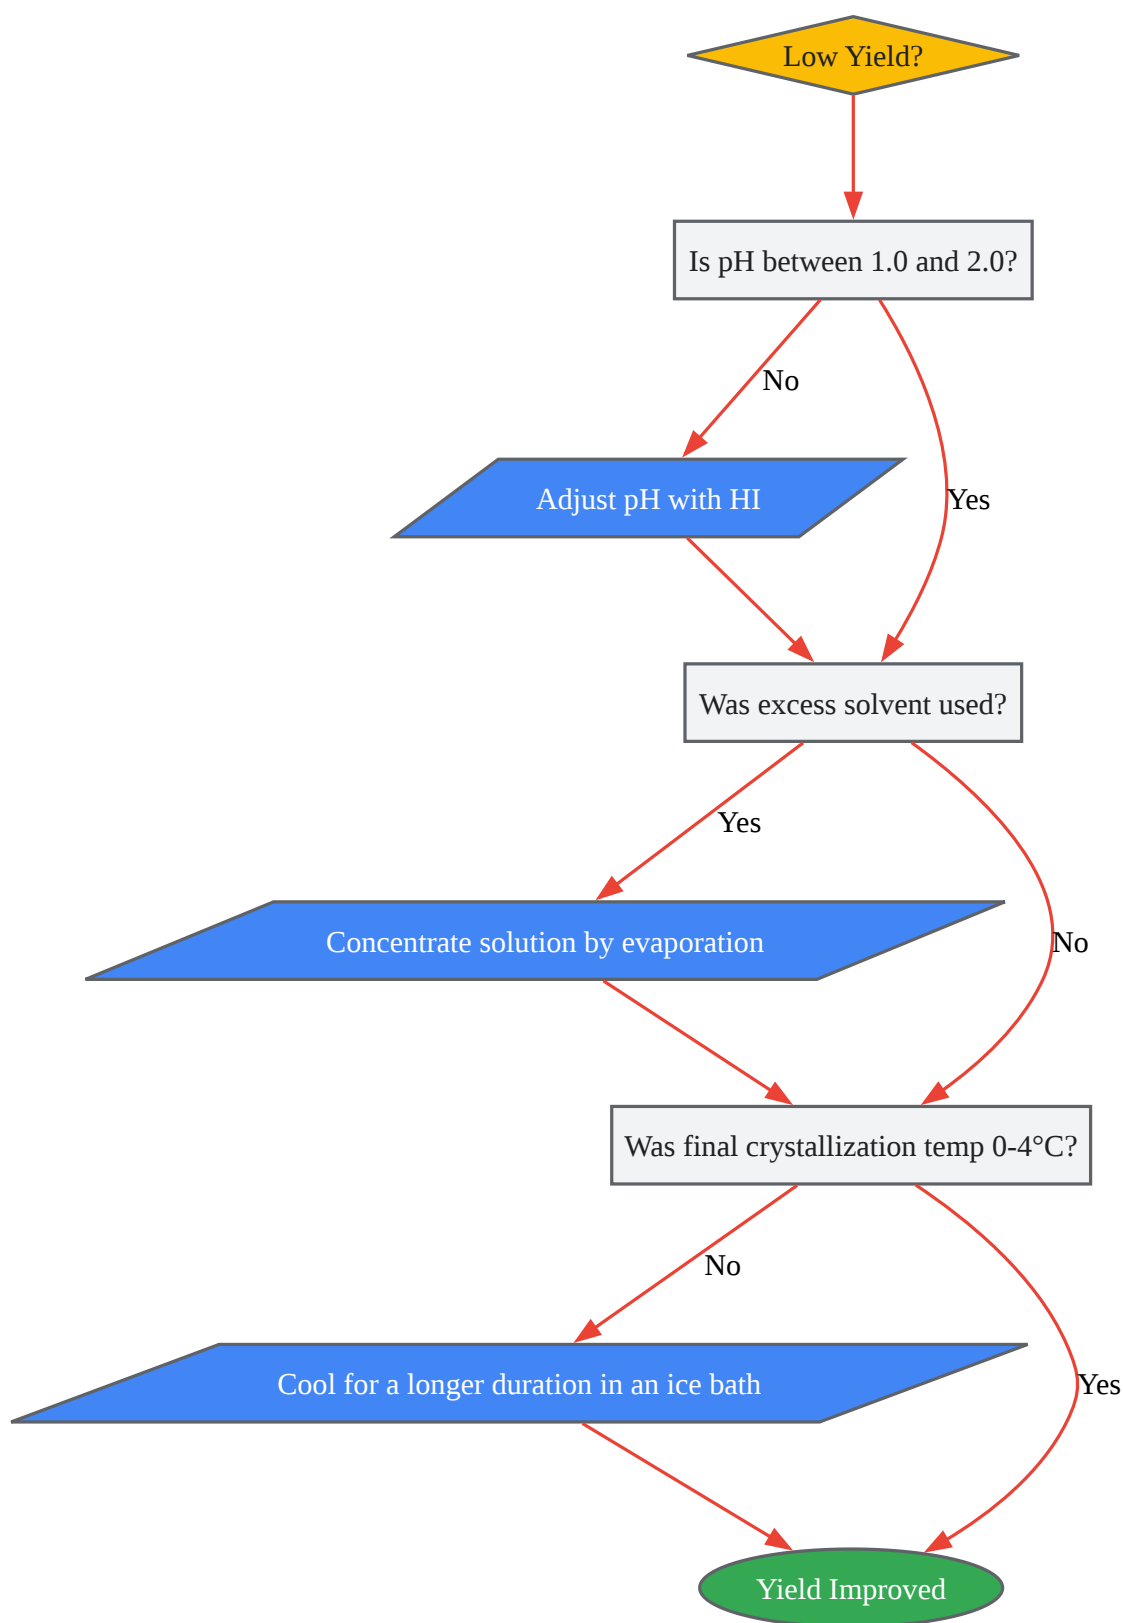 Low Yield?
Is pH between 1.0 and 2.0?
No
Adjust pH with HI
Yes
Was excess solvent used?
Yes
Concentrate solution by evaporation
No
Was final crystallization temp 0-4°C?
No
Cool for a longer duration in an ice bath
Yes
Yield Improved